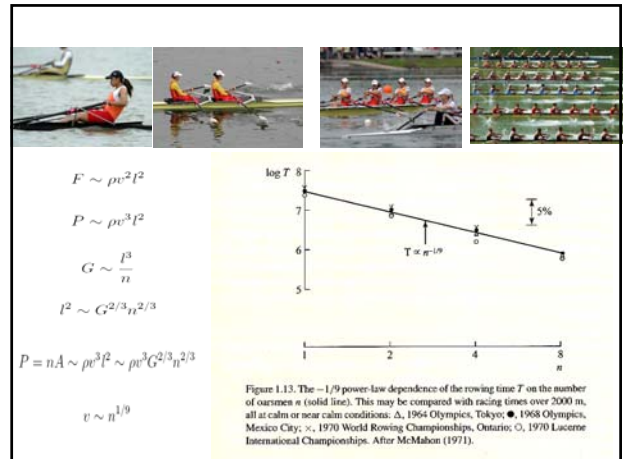 F ∼ ρv²l²
P ∼ ρv³l²
G ∼ l³/n
l² ∼ G^{2/3}n^{2/3}
P = nA ∼ ρv³l² ∼ ρv³G^{2/3}n^{2/3}
v ∼ n^{1/9}
log T 8
7
6
5
5%
T ∝ n^{-1/9}
1 2 4 8
n
Figure 1.13. The −1/9 power-law dependence of the rowing time T on the number
of oarsmen n (solid line). This may be compared with racing times over 2000 m,
all at calm or near calm conditions: △, 1964 Olympics, Tokyo; ●, 1968 Olympics,
Mexico City; ×, 1970 World Rowing Championships, Ontario; ○, 1970 Lucerne
International Championships. After McMahon (1971).